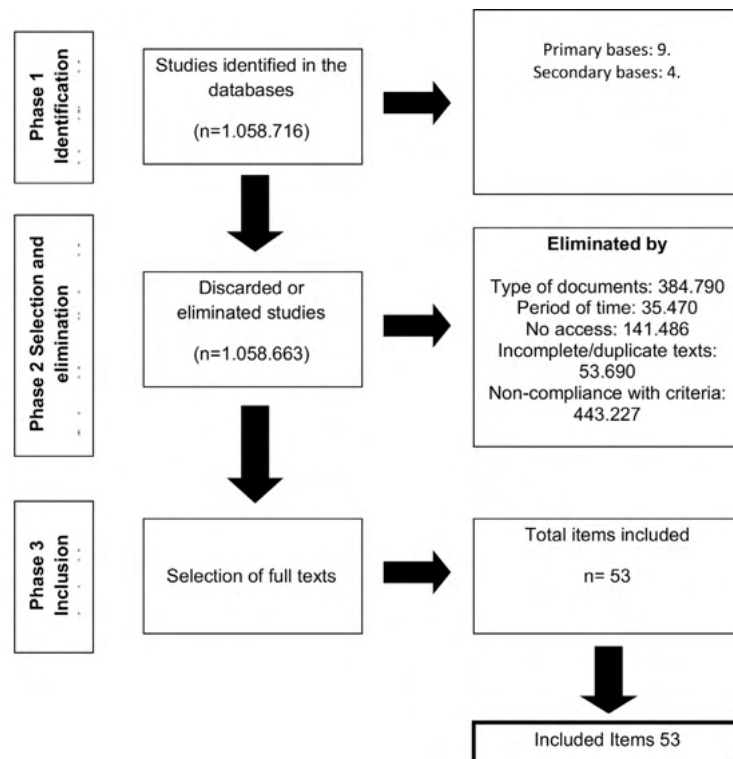 Phase 1
Identification
Studies identified in the
databases
(n=1.058.716)
Primary bases: 9.
Secondary bases: 4.
Phase 2 Selection and
elimination
Discarded or
eliminated studies
(n=1.058.663)
Eliminated by
Type of documents: 384.790
Period of time: 35.470
No access: 141.486
Incomplete/duplicate texts:
53.690
Non-compliance with criteria:
443.227
Phase 3
Inclusion
Selection of full texts
Total items included
n= 53
Included Items 53